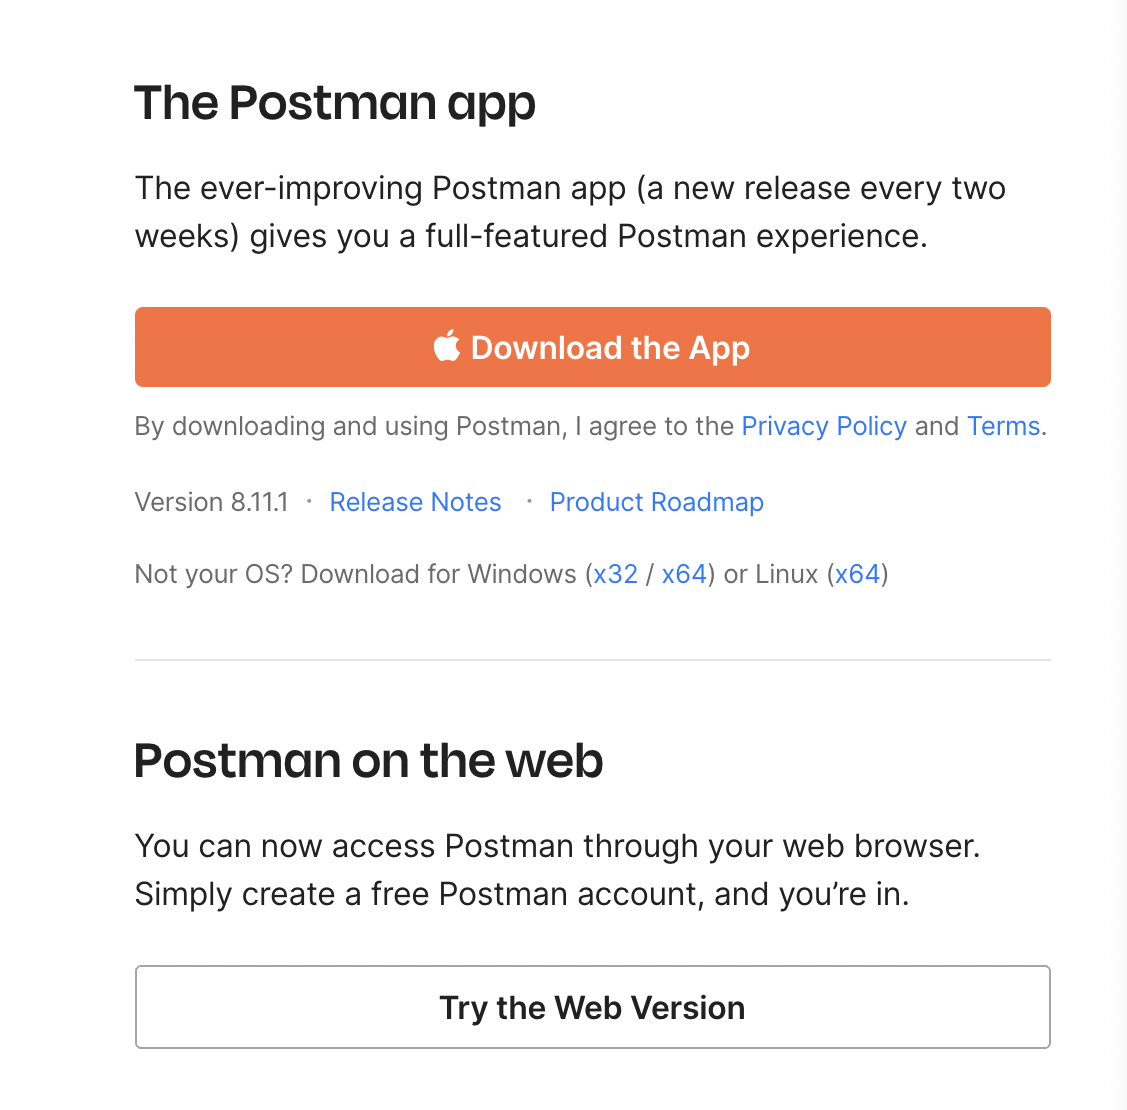 The Postman app
The ever-improving Postman app (a new release every two
weeks) gives you a full-featured Postman experience.
Download the App
By downloading and using Postman, I agree to the Privacy Policy and Terms.
Version 8.11.1 · Release Notes · Product Roadmap
Not your OS? Download for Windows (x32 / x64) or Linux (x64)
Postman on the web
You can now access Postman through your web browser.
Simply create a free Postman account, and you’re in.
Try the Web Version